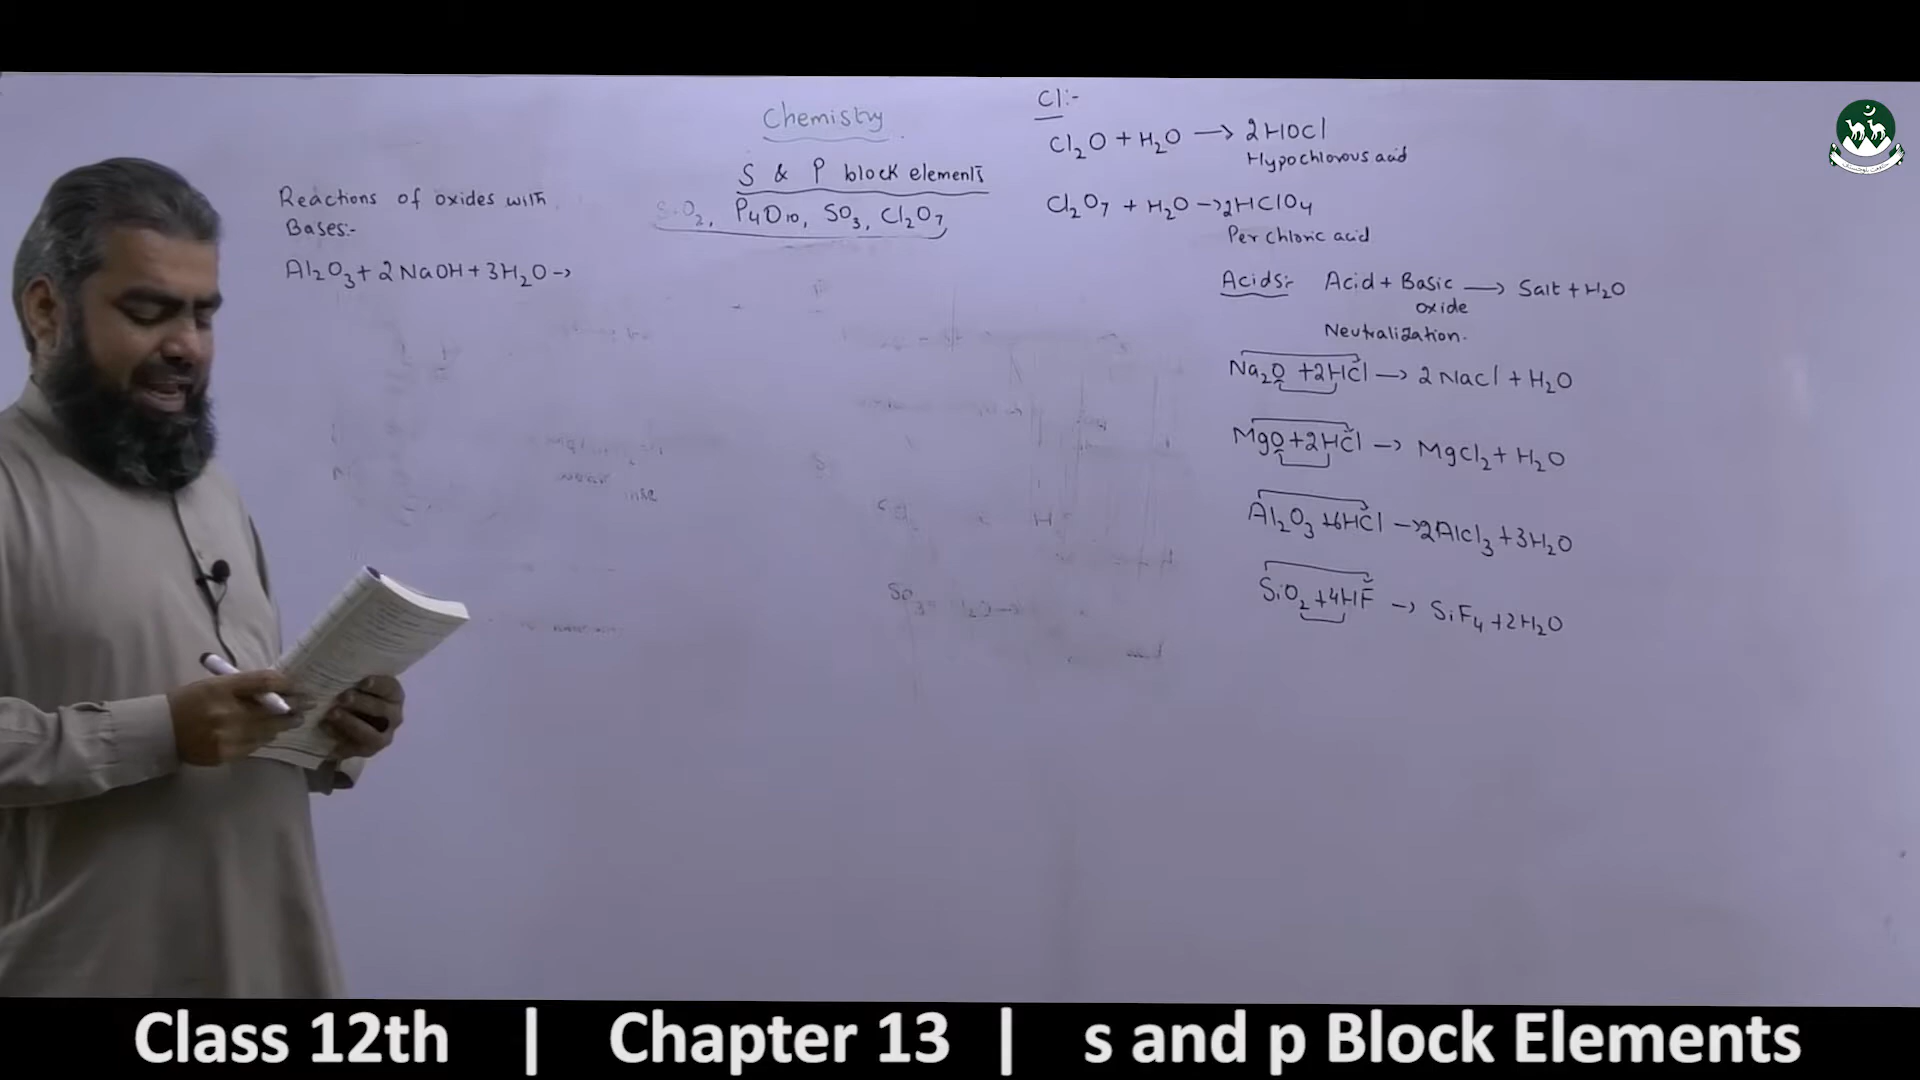 Chemistry
S & P block elements
SiO₂, P₄O₁₀, SO₃, Cl₂O₇
Reactions of oxides with
Bases:-
Al₂O₃ + 2NaOH + 3H₂O →
Cl:-
Cl₂O + H₂O → 2HOCl
Hypochlorous acid
Cl₂O₇ + H₂O → 2HClO₄
Per chloric acid
Acids:- Acid + Basic → Salt + H₂O
oxide
Neutralization.
Na₂O + 2HCl → 2NaCl + H₂O
MgO + 2HCl → MgCl₂ + H₂O
Al₂O₃ + 6HCl → 2AlCl₃ + 3H₂O
SiO₂ + 4HF → SiF₄ + 2H₂O
SO₃
Class 12th | Chapter 13 | s and p Block Elements